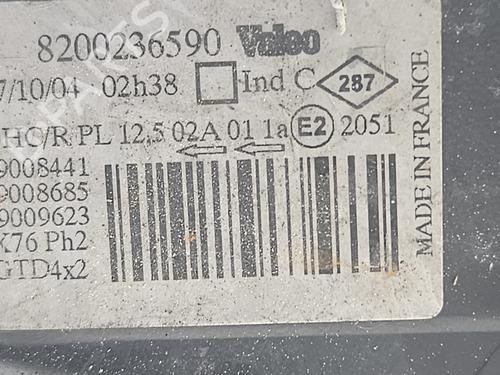 8200236590 Valeo
7/10/04 02h38 Ind C 287
HC/R PL 12,5 02A 01 1a E2 2051
9008441
9008685
9009623
X76 Ph2
GTD4x2
MADE IN FRANCE